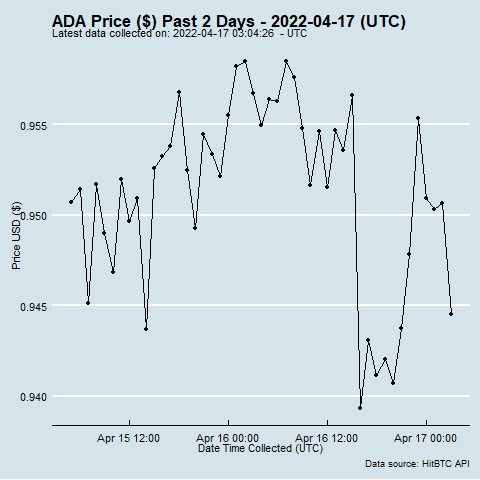 ADA Price ($) Past 2 Days - 2022-04-17 (UTC)
Latest data collected on: 2022-04-17 03:04:26  - UTC
Price USD ($)
0.955
0.950
0.945
0.940
Apr 15 12:00
Apr 16 00:00
Apr 16 12:00
Apr 17 00:00
Date Time Collected (UTC)
Data source: HitBTC API